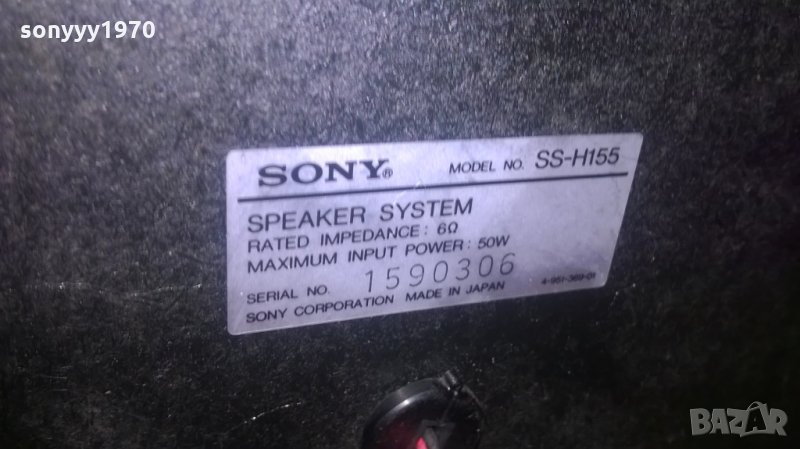 sonyyy1970
SONY® MODEL NO. SS-H155
SPEAKER SYSTEM
RATED IMPEDANCE: 6Ω
MAXIMUM INPUT POWER: 50W
SERIAL NO. 1590306
SONY CORPORATION MADE IN JAPAN 4-951-369-01
BAZAR